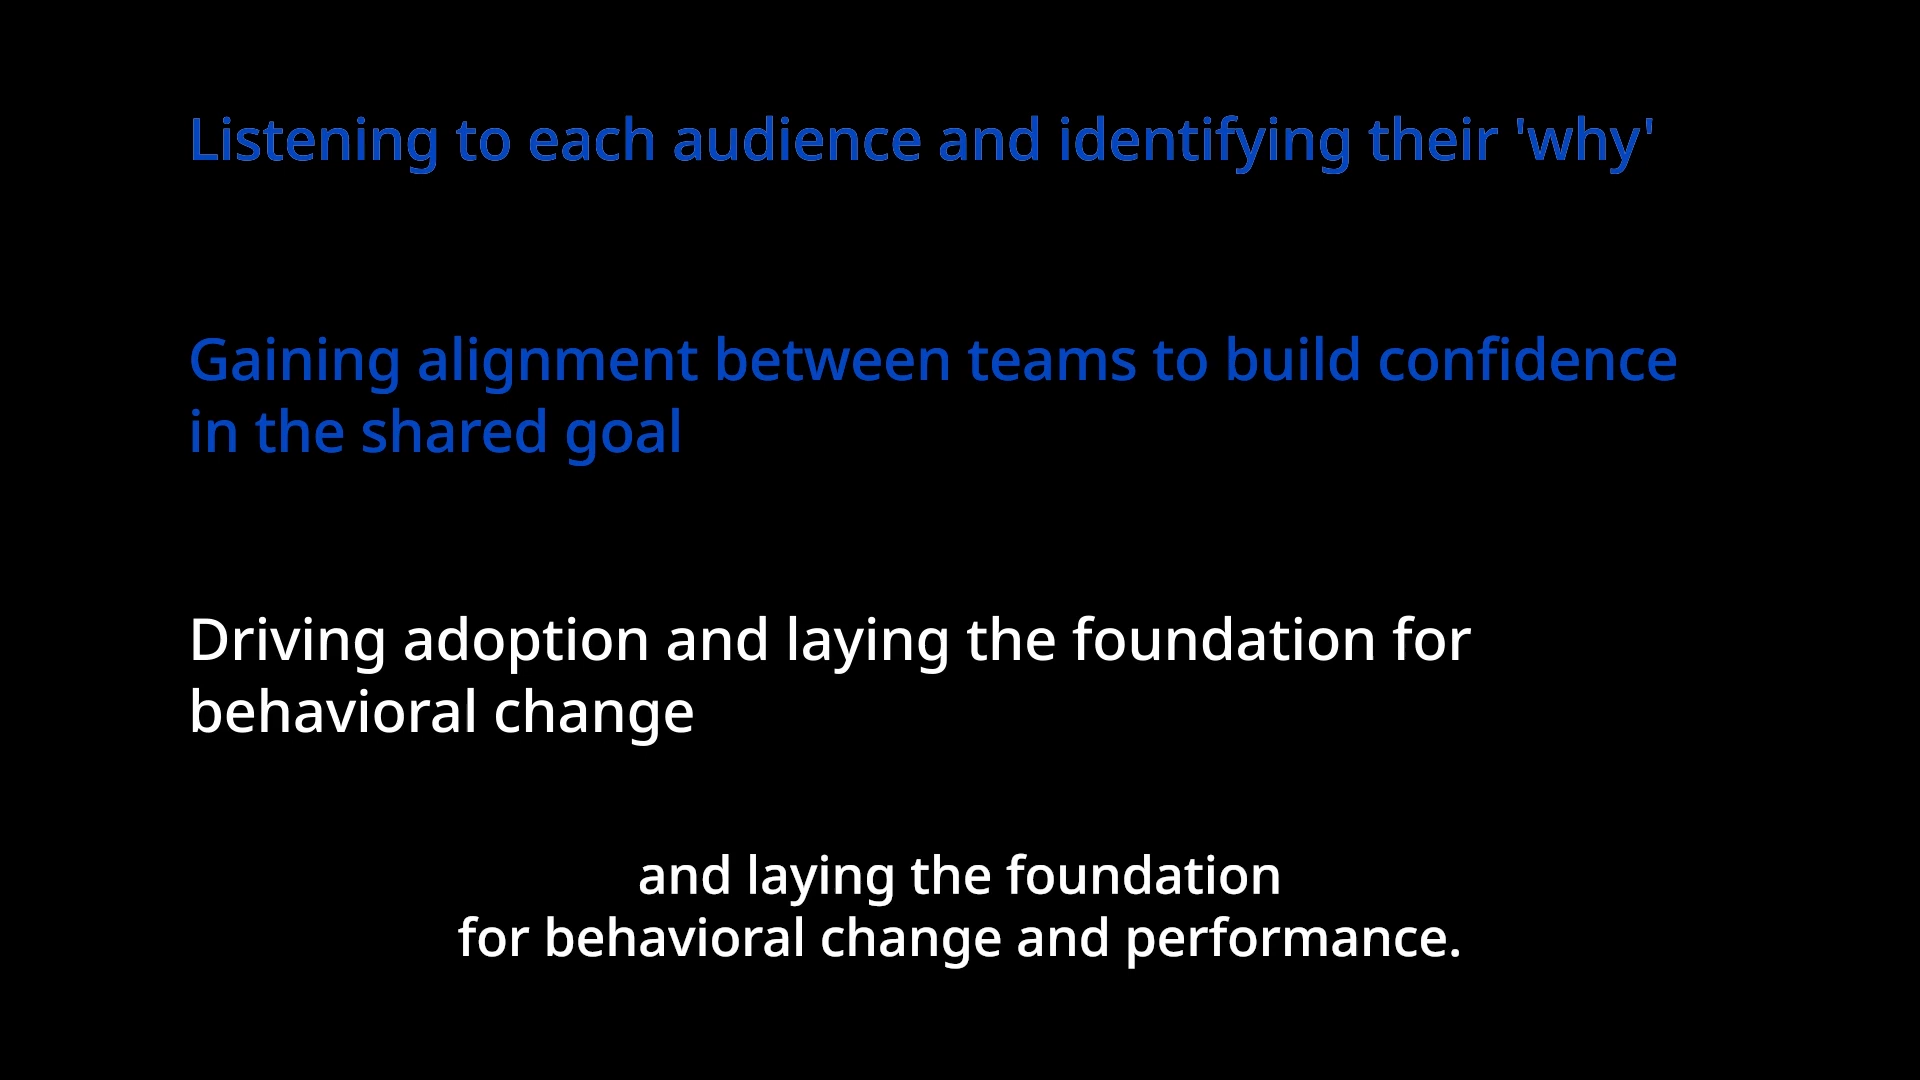 Listening to each audience and identifying their 'why'
Gaining alignment between teams to build confidence
in the shared goal
Driving adoption and laying the foundation for
behavioral change
and laying the foundation
for behavioral change and performance.